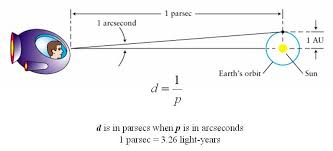 1 parsec
1 arcsecond
1 AU
Earth's orbit
Sun
d = 1/p
d is in parsecs when p is in arcseconds
1 parsec = 3.26 light-years